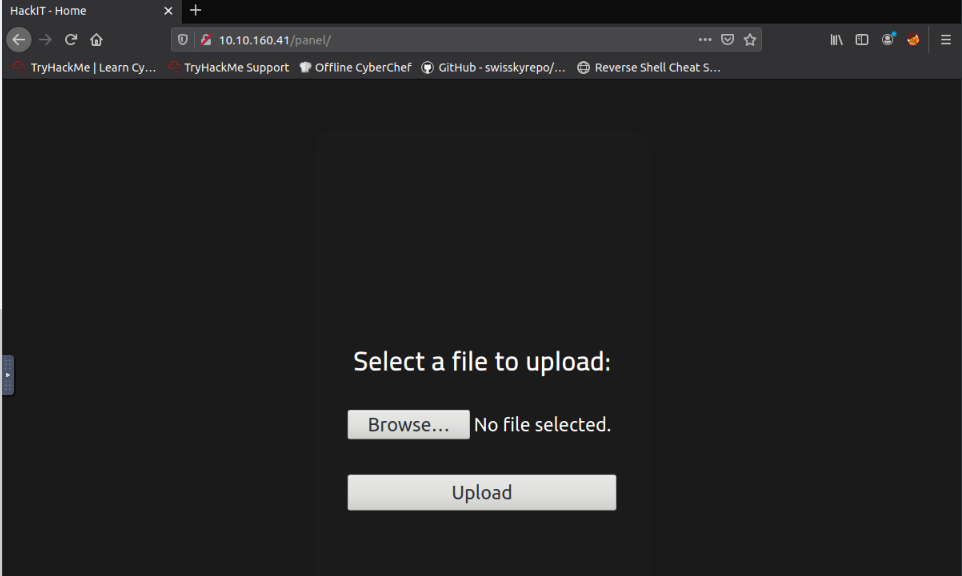 HackIT - Home
10.10.160.41/panel/
TryHackMe | Learn Cy... TryHackMe Support Offline CyberChef GitHub - swisskyrepo/... Reverse Shell Cheat S...
Select a file to upload:
Browse... No file selected.
Upload